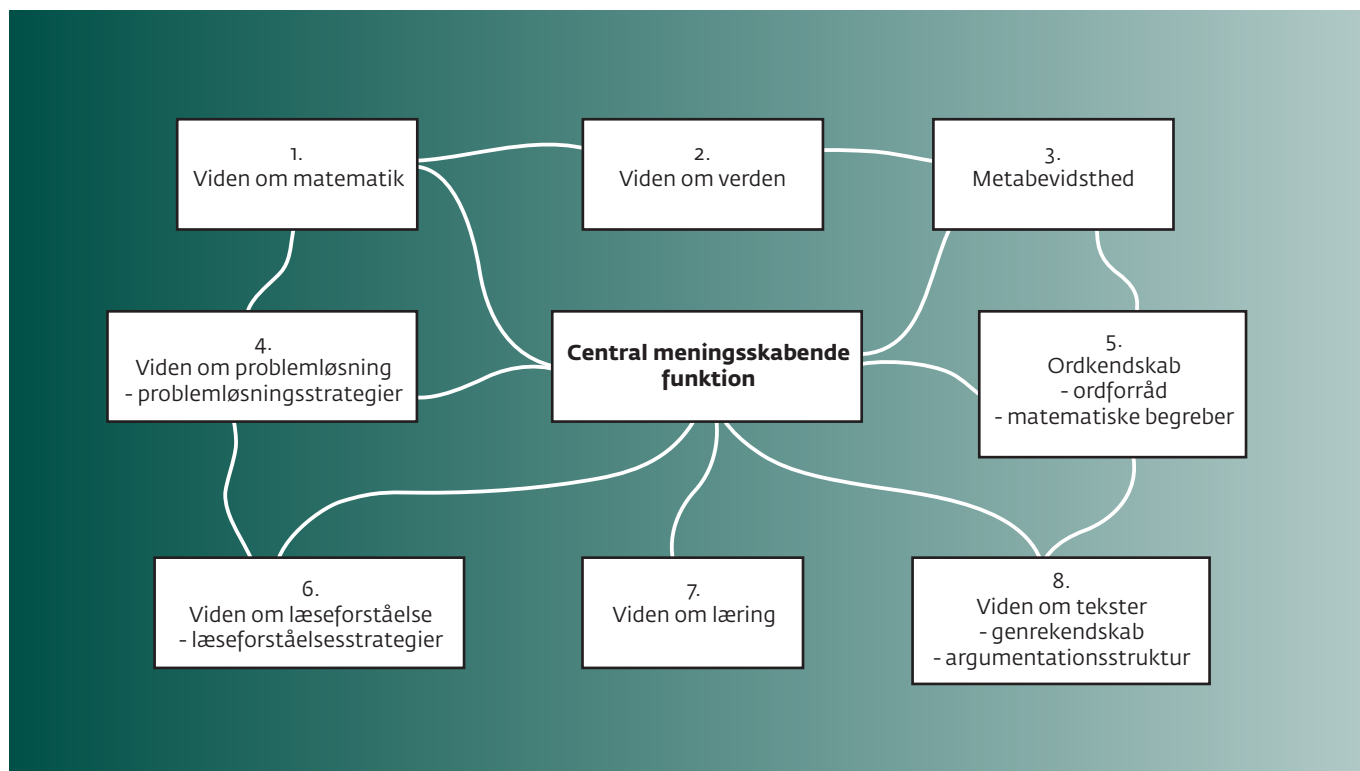 1.
Viden om matematik
2.
Viden om verden
3.
Metabevidsthed
4.
Viden om problemløsning
- problemløsningsstrategier
Central meningsskabende
funktion
5.
Ordkendskab
- ordforråd
- matematiske begreber
6.
Viden om læseforståelse
- læseforståelsesstrategier
7.
Viden om læring
8.
Viden om tekster
- genrekendskab
- argumentationsstruktur